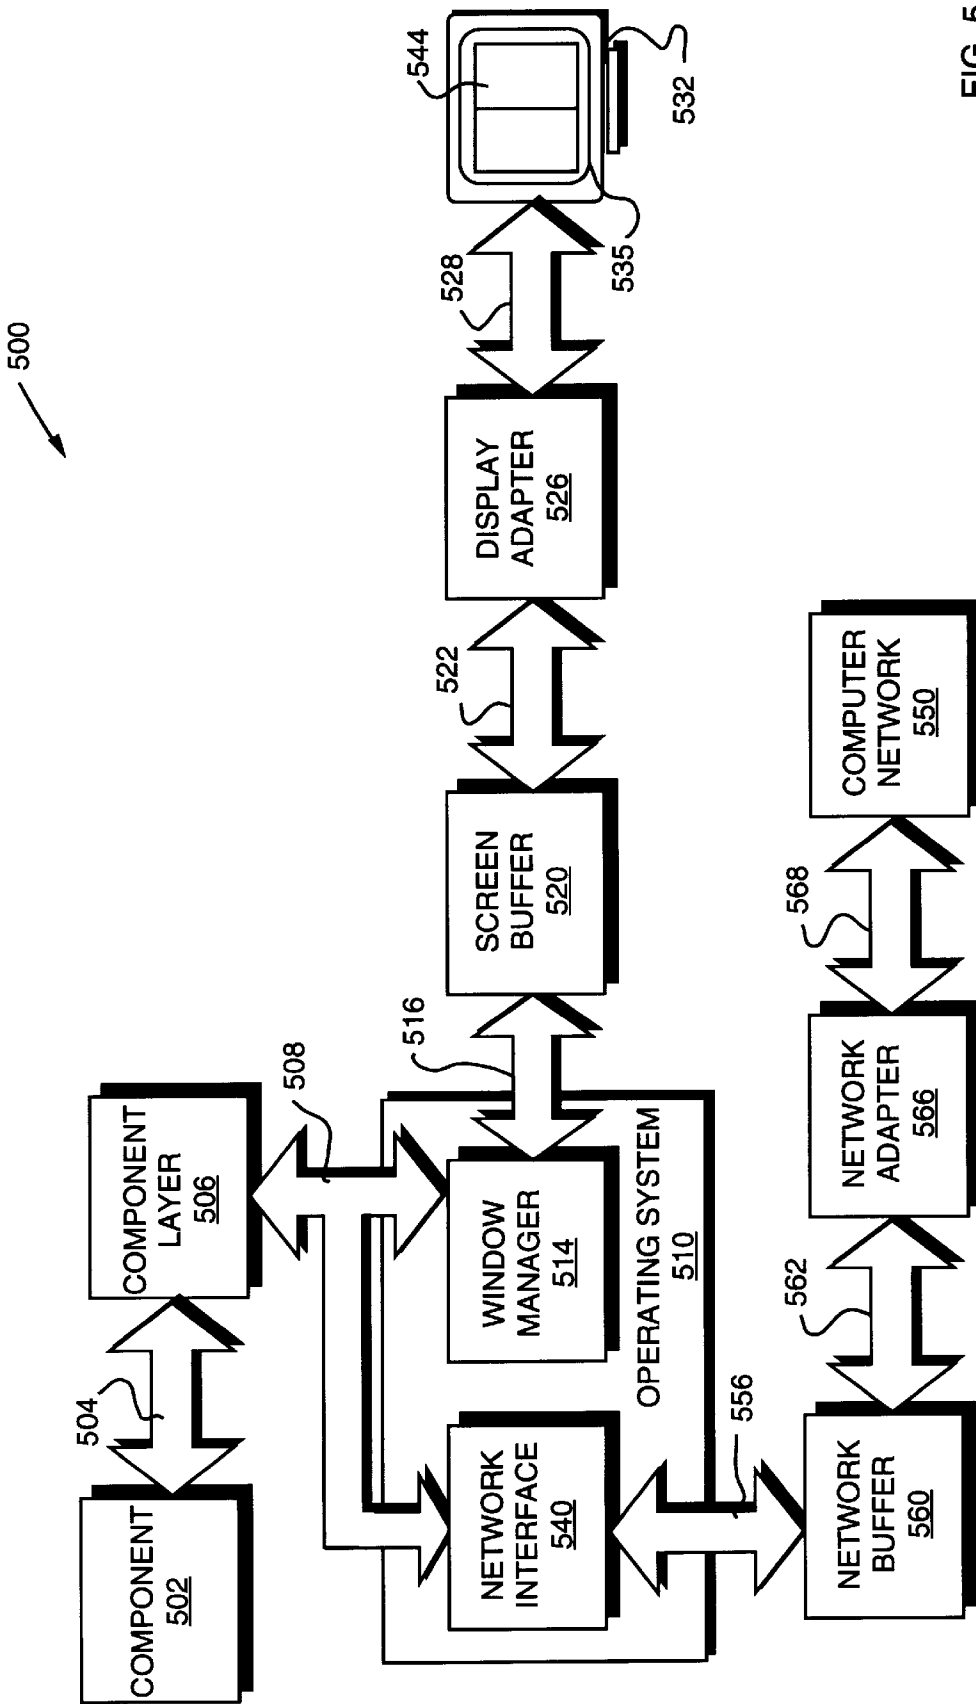 500
COMPONENT
502
504
COMPONENT
LAYER
506
508
NETWORK
INTERFACE
540
WINDOW
MANAGER
514
OPERATING SYSTEM
510
516
SCREEN
BUFFER
520
522
DISPLAY
ADAPTER
526
528
544
535
532
556
NETWORK
BUFFER
560
562
NETWORK
ADAPTER
566
568
COMPUTER
NETWORK
550
FIG. 5